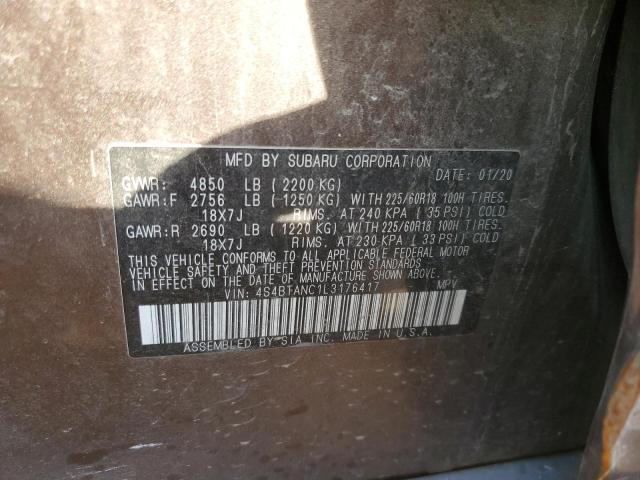 MFD BY SUBARU CORPORATION DATE: 01/20
GVWR: 4850 LB ( 2200 KG)
GAWR:F 2756 LB ( 1250 KG) WITH 225/60R18 100H TIRES.
18X7J RIMS. AT 240 KPA ( 35 PSI) COLD
GAWR:R 2690 LB ( 1220 KG) WITH 225/60R18 100H TIRES.
18X7J RIMS. AT 230 KPA ( 33 PSI) COLD
THIS VEHICLE CONFORMS TO ALL APPLICABLE FEDERAL MOTOR
VEHICLE SAFETY AND THEFT PREVENTION STANDARDS
IN EFFECT ON THE DATE OF MANUFACTURE SHOWN ABOVE.
VIN: 4S4BTANC1L3176417 MPV
ASSEMBLED BY SIA INC. MADE IN U.S.A.